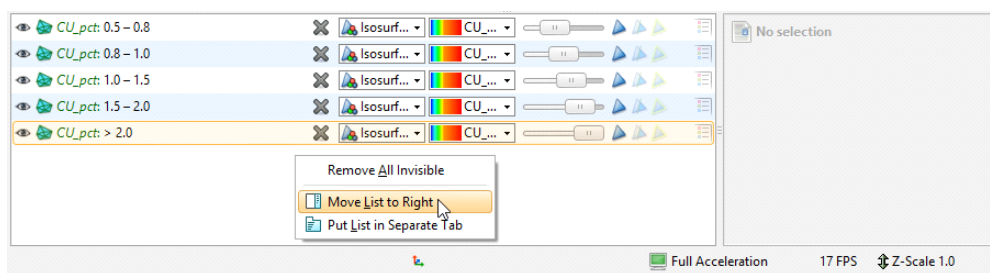 CU_pct: 0.5 – 0.8 Isosurf... CU_...
CU_pct: 0.8 – 1.0 Isosurf... CU_...
CU_pct: 1.0 – 1.5 Isosurf... CU_...
CU_pct: 1.5 – 2.0 Isosurf... CU_...
CU_pct: > 2.0 Isosurf... CU_...
No selection
Remove All Invisible
Move List to Right
Put List in Separate Tab
Full Acceleration 17 FPS Z-Scale 1.0